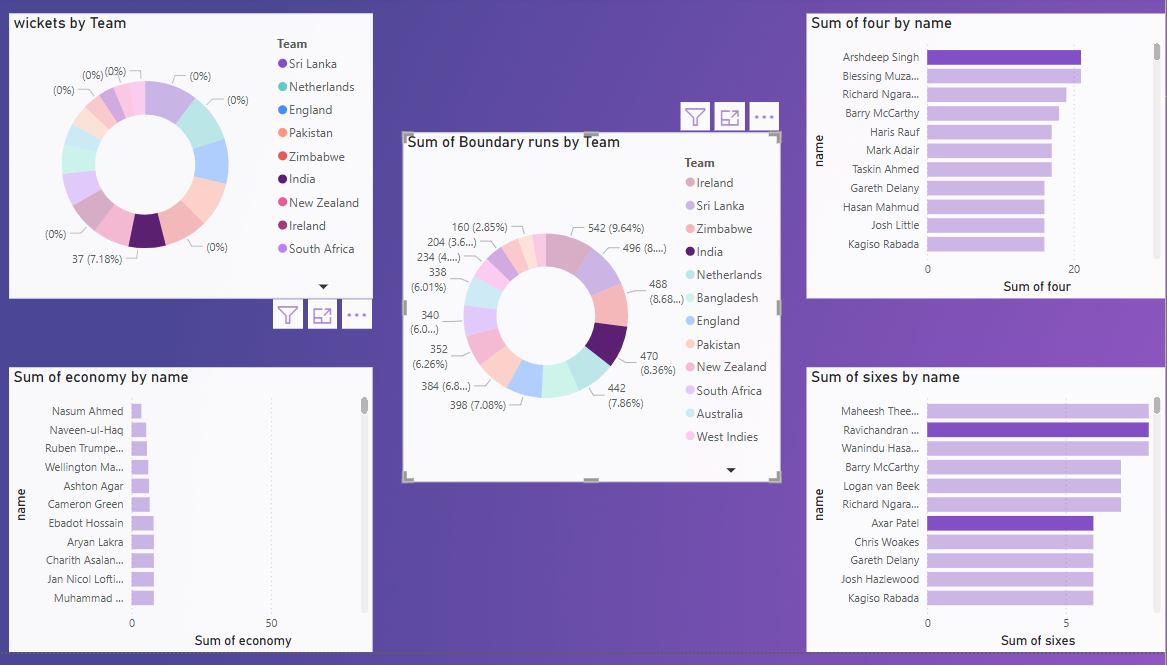 wickets by Team
(0%)
(0%)
(0%)
(0%)
(0%)
(0%)
(0%)
37 (7.18%)
Team
Sri Lanka
Netherlands
England
Pakistan
Zimbabwe
India
New Zealand
Ireland
South Africa
Sum of economy by name
name
Nasum Ahmed
Naveen-ul-Haq
Ruben Trumpe...
Wellington Ma...
Ashton Agar
Cameron Green
Ebadot Hossain
Aryan Lakra
Charith Asalan...
Jan Nicol Lofti...
Muhammad ...
0
50
Sum of economy
Sum of Boundary runs by Team
160 (2.85%)
204 (3.6...)
234 (4....)
338
(6.01%)
340
(6.0...)
352
(6.26%)
384 (6.8...)
398 (7.08%)
542 (9.64%)
496 (8....)
488
(8.68...)
470
(8.36%)
442
(7.86%)
Team
Ireland
Sri Lanka
Zimbabwe
India
Netherlands
Bangladesh
England
Pakistan
New Zealand
South Africa
Australia
West Indies
Sum of four by name
name
Arshdeep Singh
Blessing Muza...
Richard Ngara...
Barry McCarthy
Haris Rauf
Mark Adair
Taskin Ahmed
Gareth Delany
Hasan Mahmud
Josh Little
Kagiso Rabada
0
20
Sum of four
Sum of sixes by name
name
Maheesh Thee...
Ravichandran ...
Wanindu Hasa...
Barry McCarthy
Logan van Beek
Richard Ngara...
Axar Patel
Chris Woakes
Gareth Delany
Josh Hazlewood
Kagiso Rabada
0
5
Sum of sixes